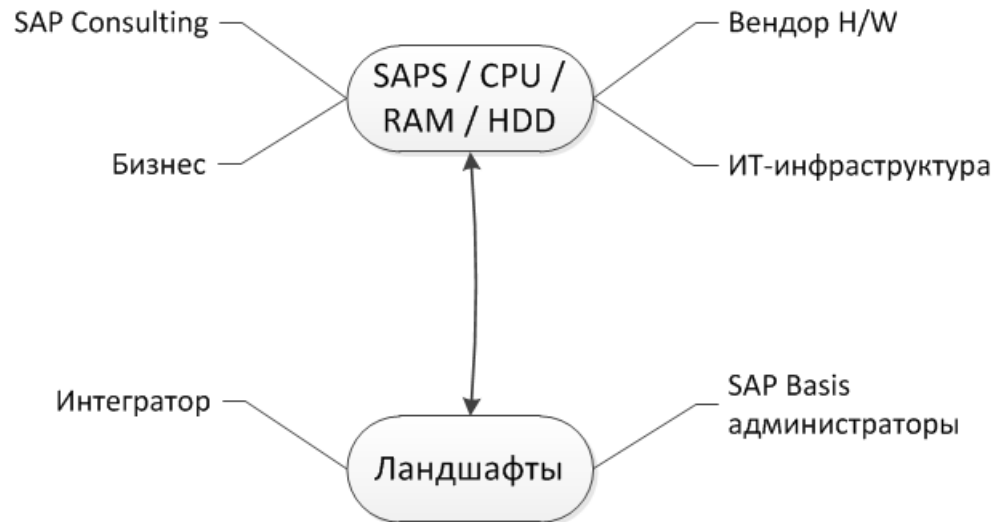 SAP Consulting
Вендор H/W
SAPS / CPU /
RAM / HDD
Бизнес
ИТ-инфраструктура
Интегратор
SAP Basis
администраторы
Ландшафты